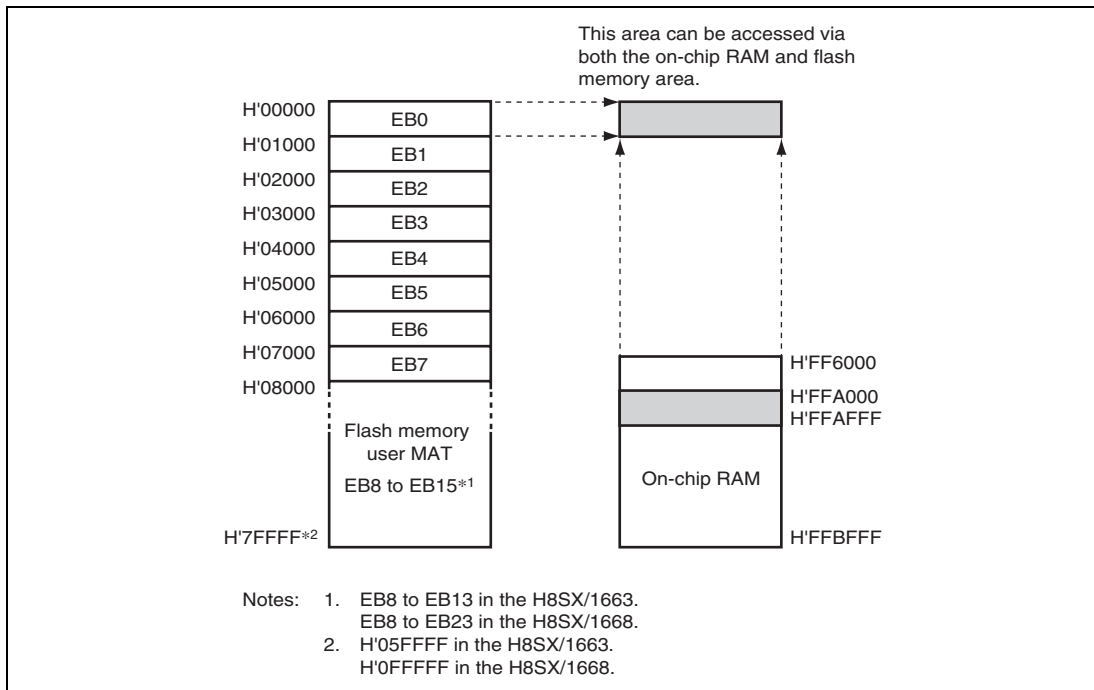 This area can be accessed via
both the on-chip RAM and flash
memory area.
H'00000
EB0
H'01000
EB1
H'02000
EB2
H'03000
EB3
H'04000
EB4
H'05000
EB5
H'06000
EB6
H'07000
EB7
H'08000
H'FF6000
H'FFA000
H'FFAFFF
Flash memory
user MAT
EB8 to EB15*1
On-chip RAM
H'7FFFF*2
H'FFBFFF
Notes: 1. EB8 to EB13 in the H8SX/1663.
EB8 to EB23 in the H8SX/1668.
2. H'05FFFF in the H8SX/1663.
H'0FFFFF in the H8SX/1668.